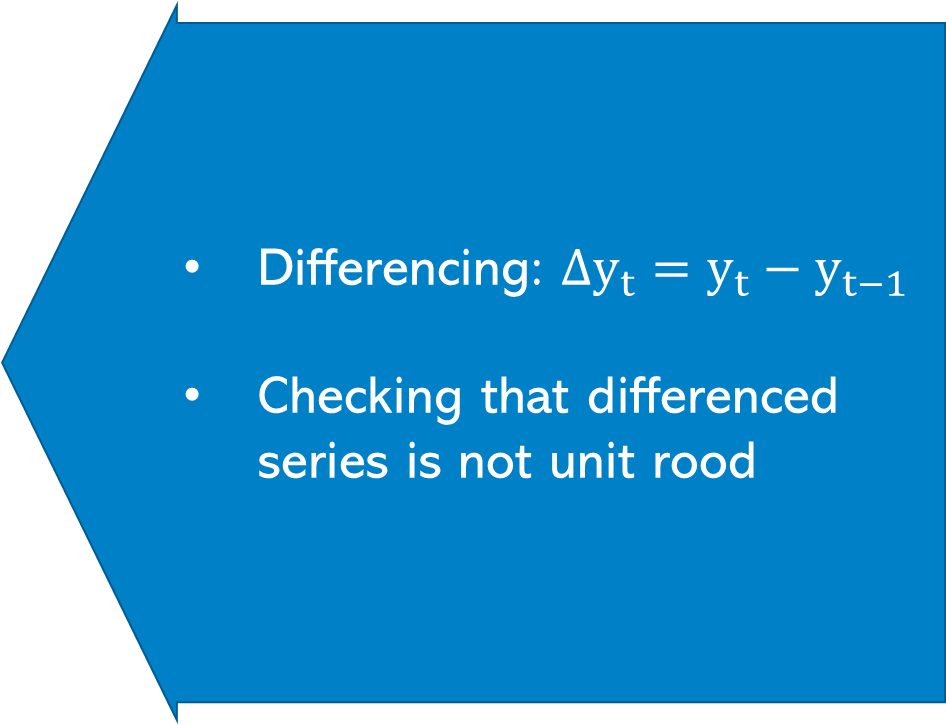 • Differencing: Δyₜ = yₜ − yₜ₋₁
• Checking that differenced
series is not unit rood